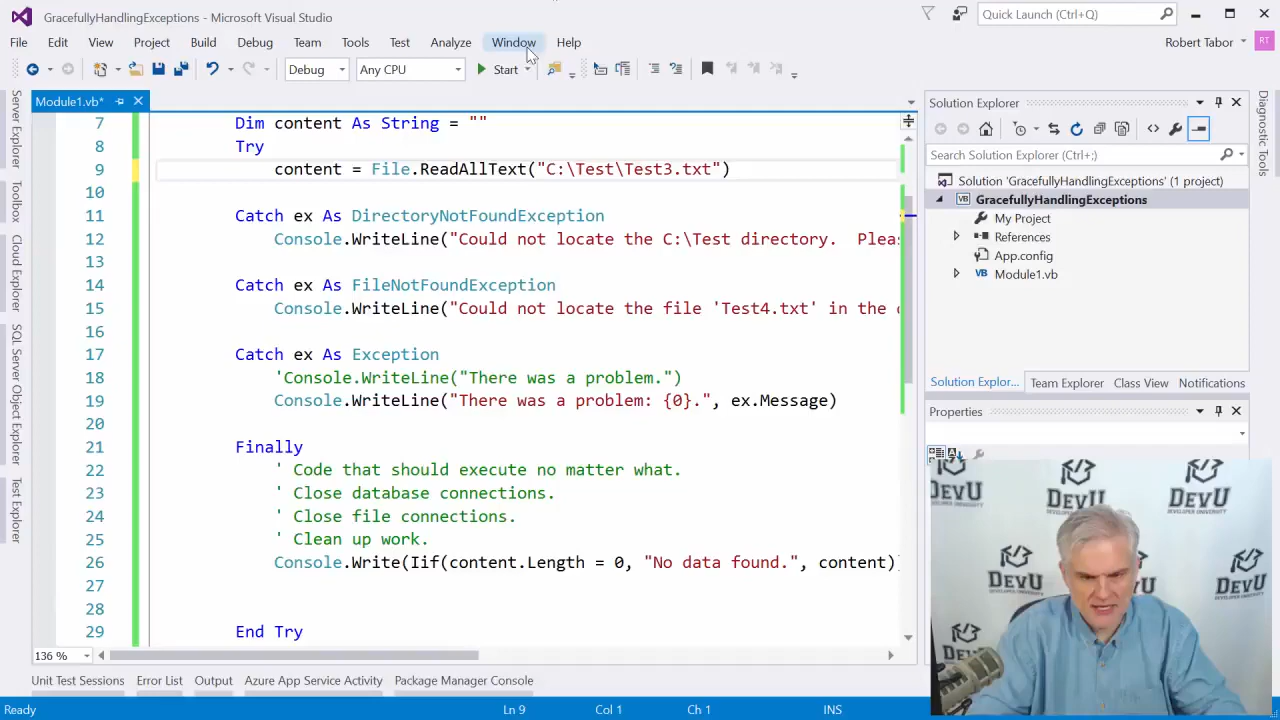 GracefullyHandlingExceptions - Microsoft Visual Studio
Quick Launch (Ctrl+Q)
File Edit View Project Build Debug Team Tools Test Analyze Window Help
Robert Tabor RT
Debug Any CPU Start
Module1.vb*
7 Dim content As String = ""
8 Try
9 content = File.ReadAllText("C:\Test\Test3.txt")
10
11 Catch ex As DirectoryNotFoundException
12 Console.WriteLine("Could not locate the C:\Test directory.  Pleas
13
14 Catch ex As FileNotFoundException
15 Console.WriteLine("Could not locate the file 'Test4.txt' in the
16
17 Catch ex As Exception
18 'Console.WriteLine("There was a problem.")
19 Console.WriteLine("There was a problem: {0}.", ex.Message)
20
21 Finally
22 ' Code that should execute no matter what.
23 ' Close database connections.
24 ' Close file connections.
25 ' Clean up work.
26 Console.Write(Iif(content.Length = 0, "No data found.", content)
27
28
29 End Try
136 %
Server Explorer
Toolbox
Cloud Explorer
SQL Server Object Explorer
Test Explorer
Solution Explorer
Search Solution Explorer (Ctrl+;)
Solution 'GracefullyHandlingExceptions' (1 project)
GracefullyHandlingExceptions
My Project
References
App.config
VB Module1.vb
Solution Explor... Team Explorer Class View Notifications
Properties
Diagnostic Tools
DEVU DEVU DEVU
DEVELOPER UNIVERSITY
DEVU DEVU
DEVU
Unit Test Sessions Error List Output Azure App Service Activity Package Manager Console
Ready Ln 9 Col 1 Ch 1 INS